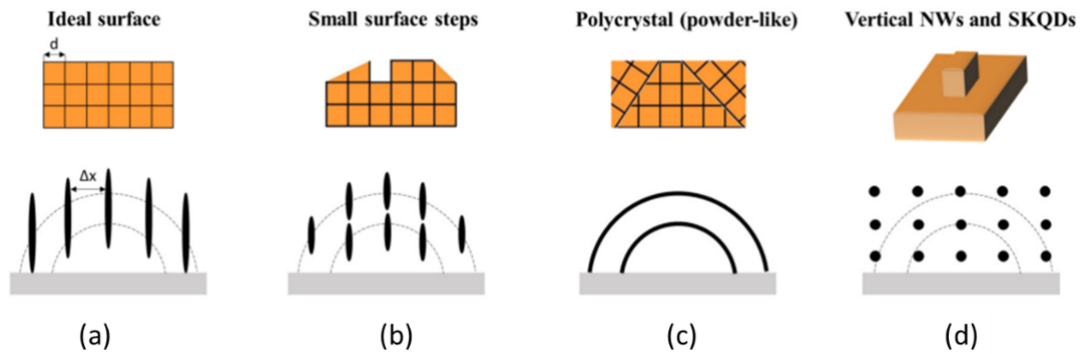 Ideal surface
Small surface steps
Polycrystal (powder-like)
Vertical NWs and SKQDs
d
Δx
(a)
(b)
(c)
(d)